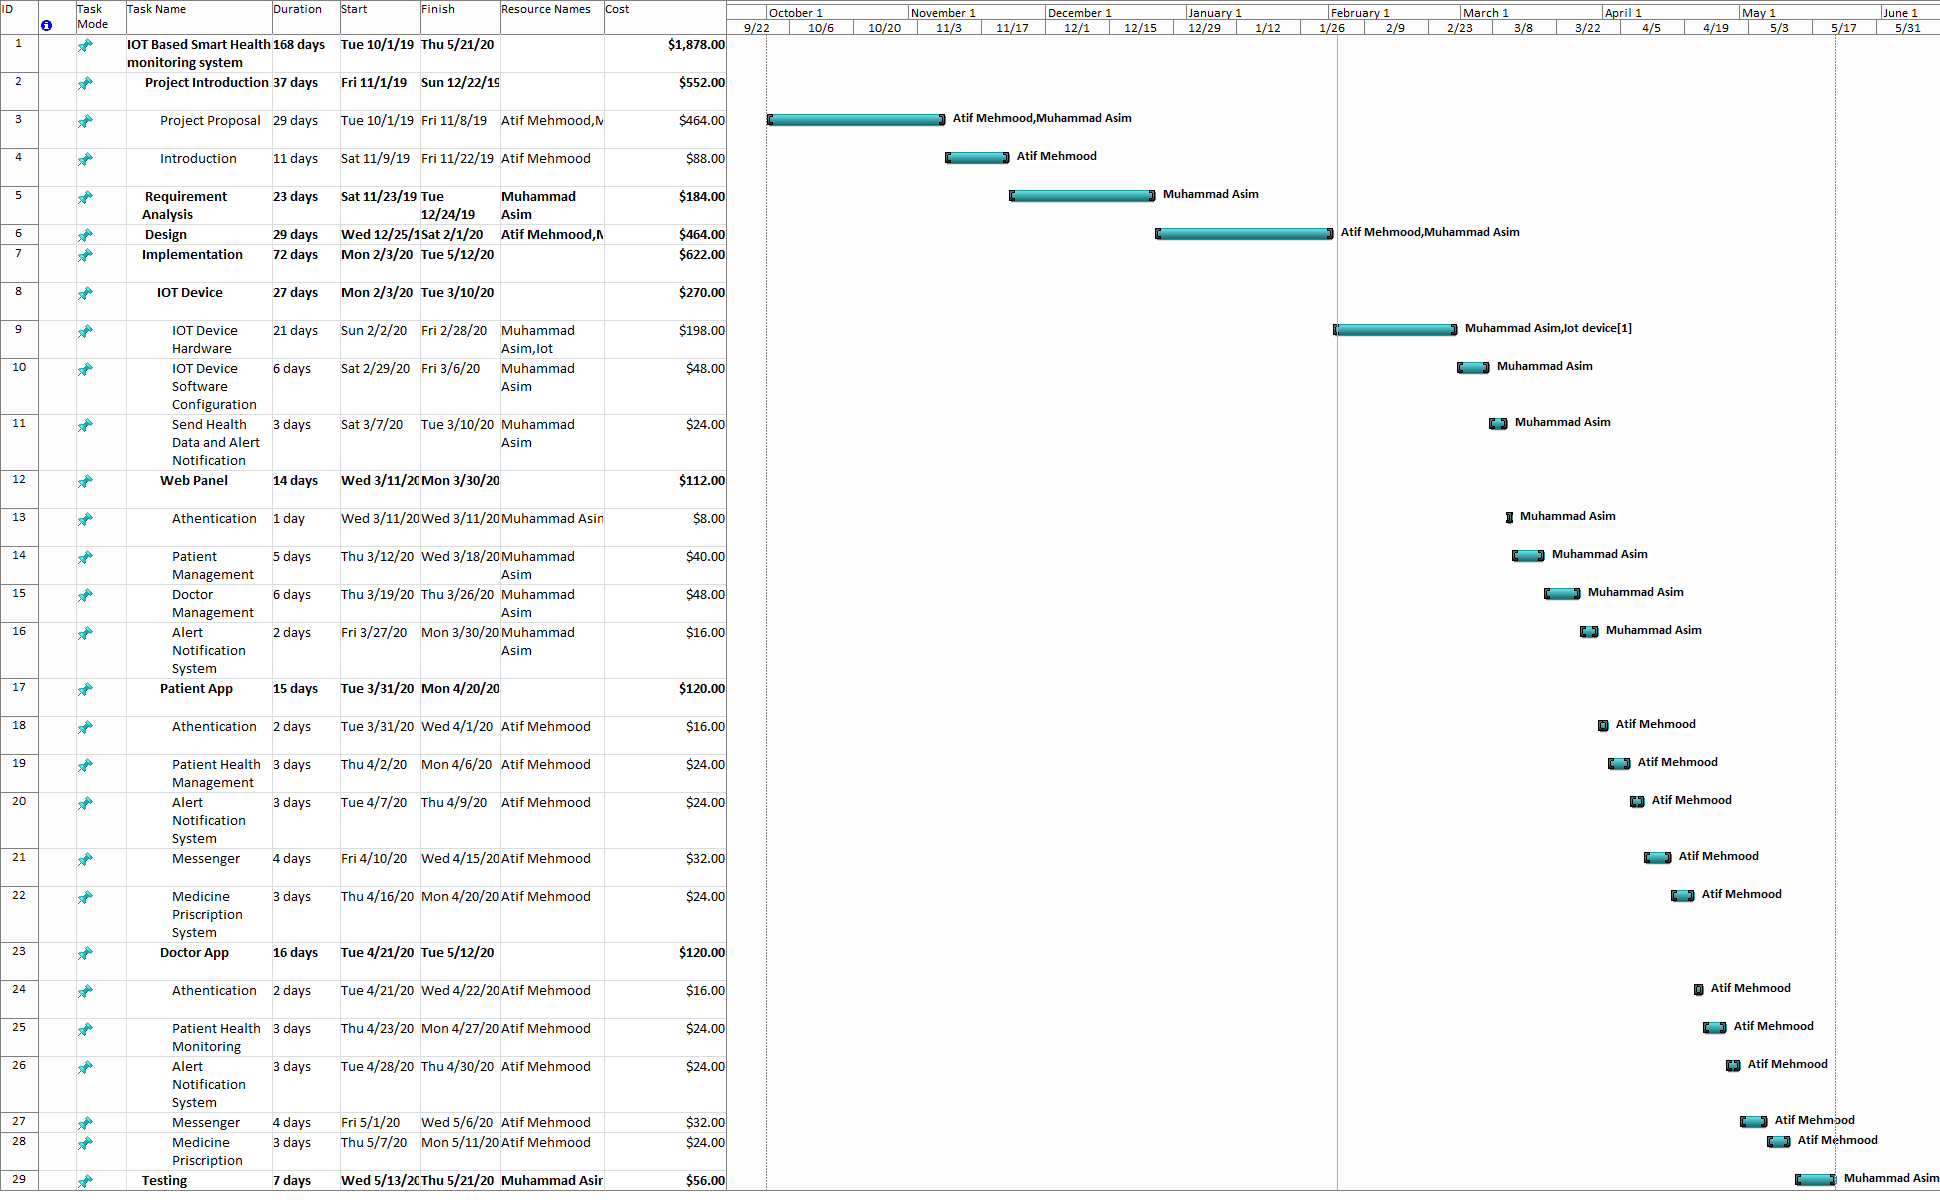 ID Task Mode Task Name Duration Start Finish Resource Names Cost
October 1 November 1 December 1 January 1 February 1 March 1 April 1 May 1 June 1
9/22 10/6 10/20 11/3 11/17 12/1 12/15 12/29 1/12 1/26 2/9 2/23 3/8 3/22 4/5 4/19 5/3 5/17 5/31
1 IOT Based Smart Health 168 days Tue 10/1/19 Thu 5/21/20 $1,878.00
monitoring system
2 Project Introduction 37 days Fri 11/1/19 Sun 12/22/19 $552.00
3 Project Proposal 29 days Tue 10/1/19 Fri 11/8/19 Atif Mehmood,M $464.00 Atif Mehmood,Muhammad Asim
4 Introduction 11 days Sat 11/9/19 Fri 11/22/19 Atif Mehmood $88.00 Atif Mehmood
5 Requirement 23 days Sat 11/23/19 Tue Muhammad $184.00 Muhammad Asim
Analysis 12/24/19 Asim
6 Design 29 days Wed 12/25/1 Sat 2/1/20 Atif Mehmood,M $464.00 Atif Mehmood,Muhammad Asim
7 Implementation 72 days Mon 2/3/20 Tue 5/12/20 $622.00
8 IOT Device 27 days Mon 2/3/20 Tue 3/10/20 $270.00
9 IOT Device 21 days Sun 2/2/20 Fri 2/28/20 Muhammad $198.00 Muhammad Asim,Iot device[1]
Hardware Asim,Iot
10 IOT Device 6 days Sat 2/29/20 Fri 3/6/20 Muhammad $48.00 Muhammad Asim
Software Asim
Configuration
11 Send Health 3 days Sat 3/7/20 Tue 3/10/20 Muhammad $24.00 Muhammad Asim
Data and Alert Asim
Notification
12 Web Panel 14 days Wed 3/11/20 Mon 3/30/20 $112.00
13 Athentication 1 day Wed 3/11/20 Wed 3/11/20 Muhammad Asim $8.00 Muhammad Asim
14 Patient 5 days Thu 3/12/20 Wed 3/18/20 Muhammad $40.00 Muhammad Asim
Management Asim
15 Doctor 6 days Thu 3/19/20 Thu 3/26/20 Muhammad $48.00 Muhammad Asim
Management Asim
16 Alert 2 days Fri 3/27/20 Mon 3/30/20 Muhammad $16.00 Muhammad Asim
Notification Asim
System
17 Patient App 15 days Tue 3/31/20 Mon 4/20/20 $120.00
18 Athentication 2 days Tue 3/31/20 Wed 4/1/20 Atif Mehmood $16.00 Atif Mehmood
19 Patient Health 3 days Thu 4/2/20 Mon 4/6/20 Atif Mehmood $24.00 Atif Mehmood
Management
20 Alert 3 days Tue 4/7/20 Thu 4/9/20 Atif Mehmood $24.00 Atif Mehmood
Notification
System
21 Messenger 4 days Fri 4/10/20 Wed 4/15/20 Atif Mehmood $32.00 Atif Mehmood
22 Medicine 3 days Thu 4/16/20 Mon 4/20/20 Atif Mehmood $24.00 Atif Mehmood
Priscription
System
23 Doctor App 16 days Tue 4/21/20 Tue 5/12/20 $120.00
24 Athentication 2 days Tue 4/21/20 Wed 4/22/20 Atif Mehmood $16.00 Atif Mehmood
25 Patient Health 3 days Thu 4/23/20 Mon 4/27/20 Atif Mehmood $24.00 Atif Mehmood
Monitoring
26 Alert 3 days Tue 4/28/20 Thu 4/30/20 Atif Mehmood $24.00 Atif Mehmood
Notification
System
27 Messenger 4 days Fri 5/1/20 Wed 5/6/20 Atif Mehmood $32.00 Atif Mehmood
28 Medicine 3 days Thu 5/7/20 Mon 5/11/20 Atif Mehmood $24.00 Atif Mehmood
Priscription
29 Testing 7 days Wed 5/13/20 Thu 5/21/20 Muhammad Asim $56.00 Muhammad Asim